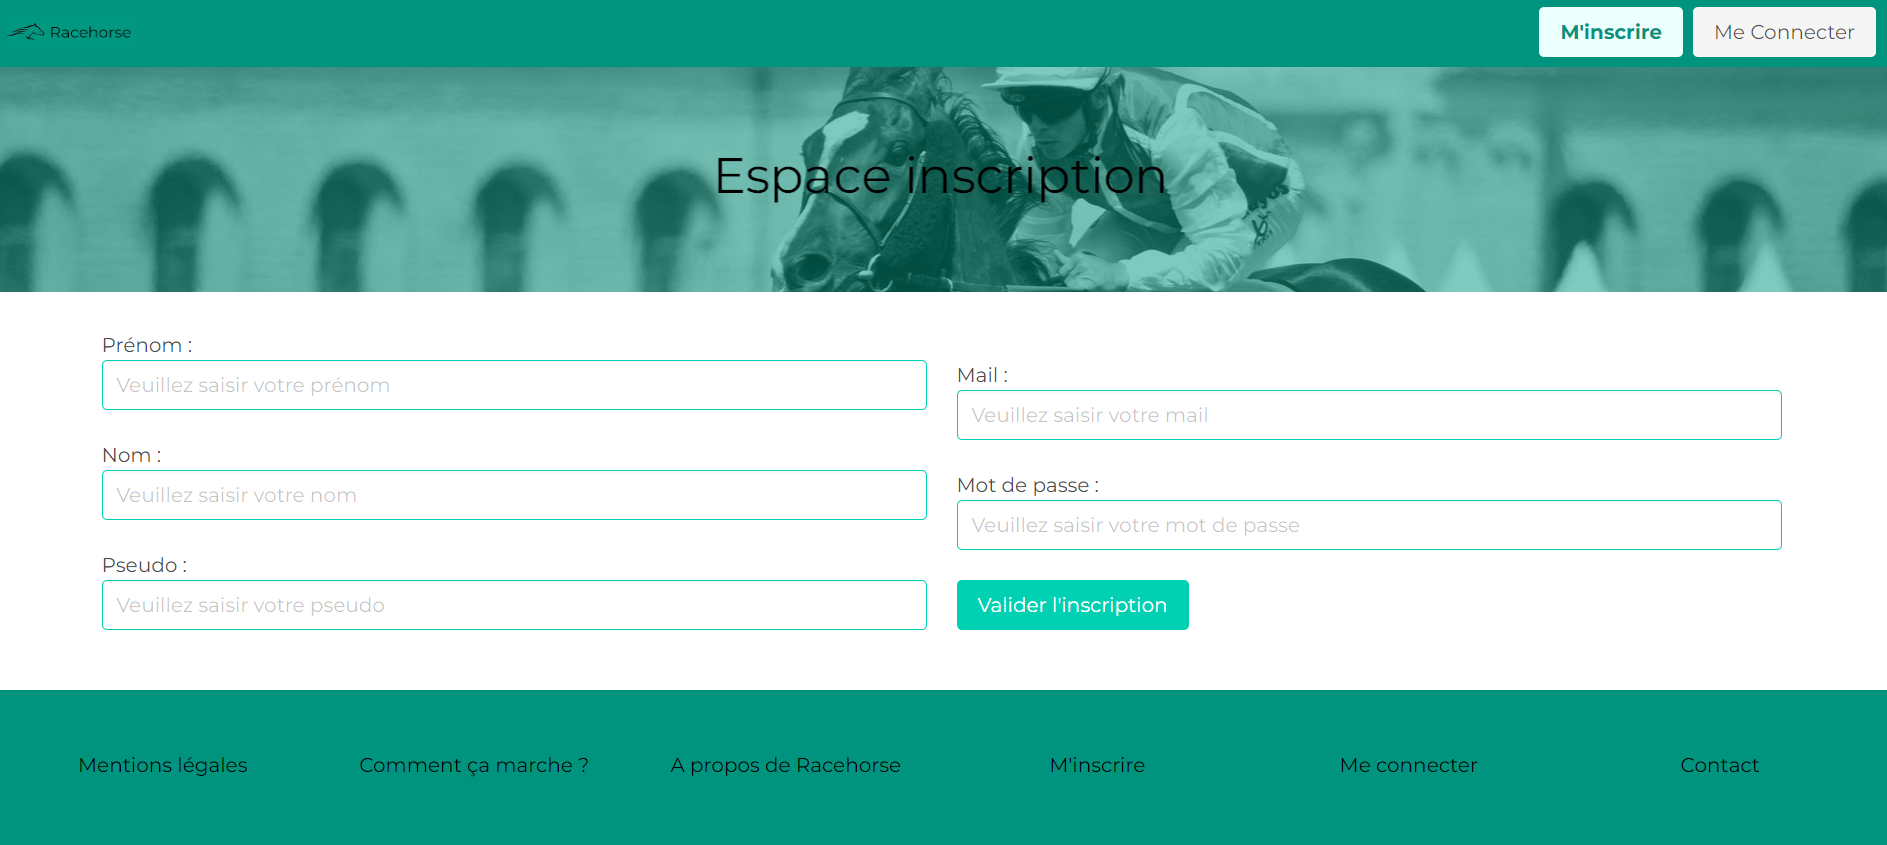 Racehorse
M'inscrire
Me Connecter
Espace inscription
Prénom :
Veuillez saisir votre prénom
Nom :
Veuillez saisir votre nom
Pseudo :
Veuillez saisir votre pseudo
Mail :
Veuillez saisir votre mail
Mot de passe :
Veuillez saisir votre mot de passe
Valider l'inscription
Mentions légales
Comment ça marche ?
A propos de Racehorse
M'inscrire
Me connecter
Contact